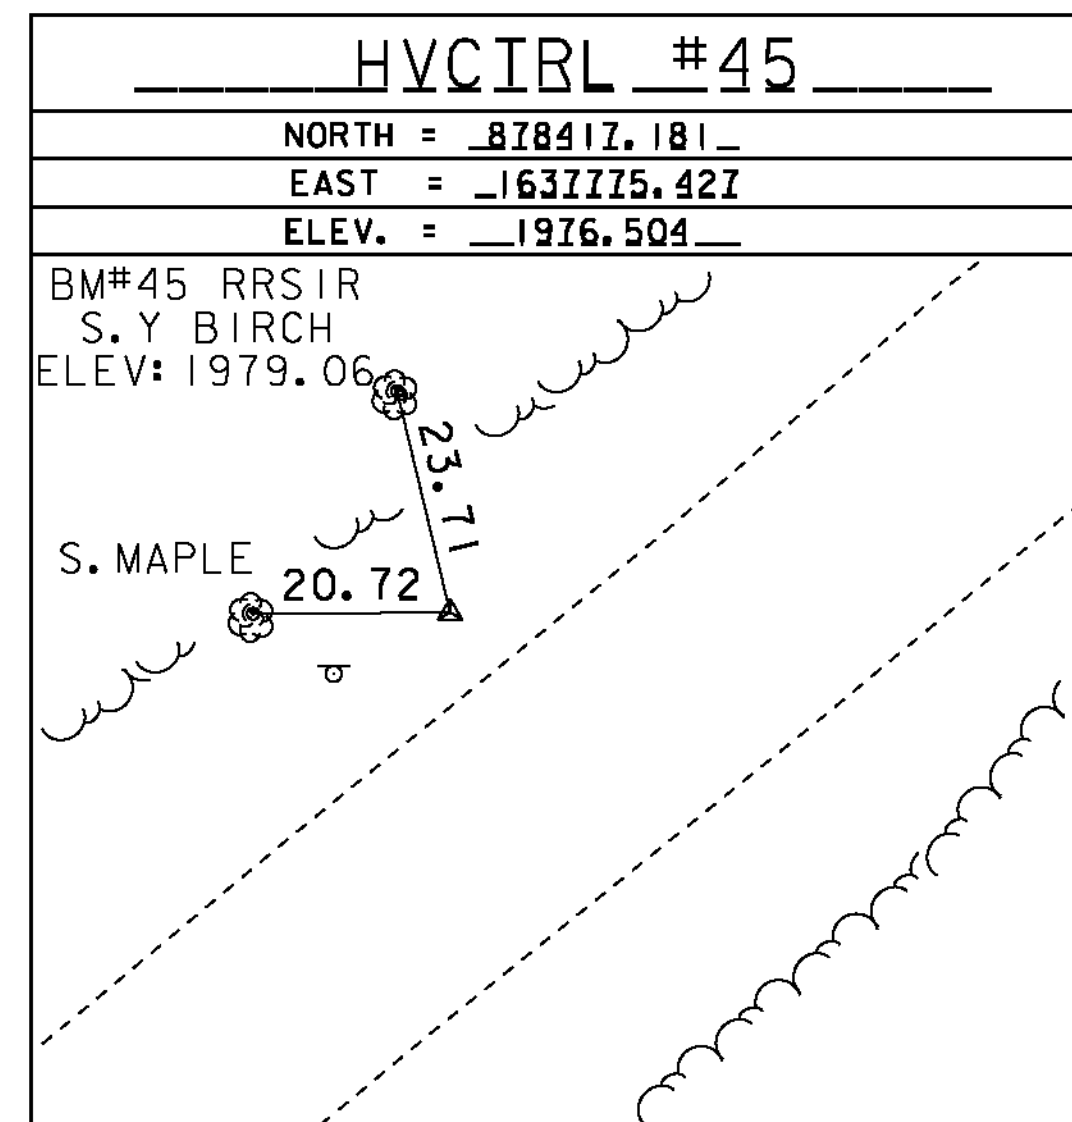 HVCTRL #45
NORTH = 878417.181
EAST = 1637775.427
ELEV. = 1976.504
BM#45 RRSIR
S.Y BIRCH
ELEV: 1979.06
23.71
S.MAPLE
20.72